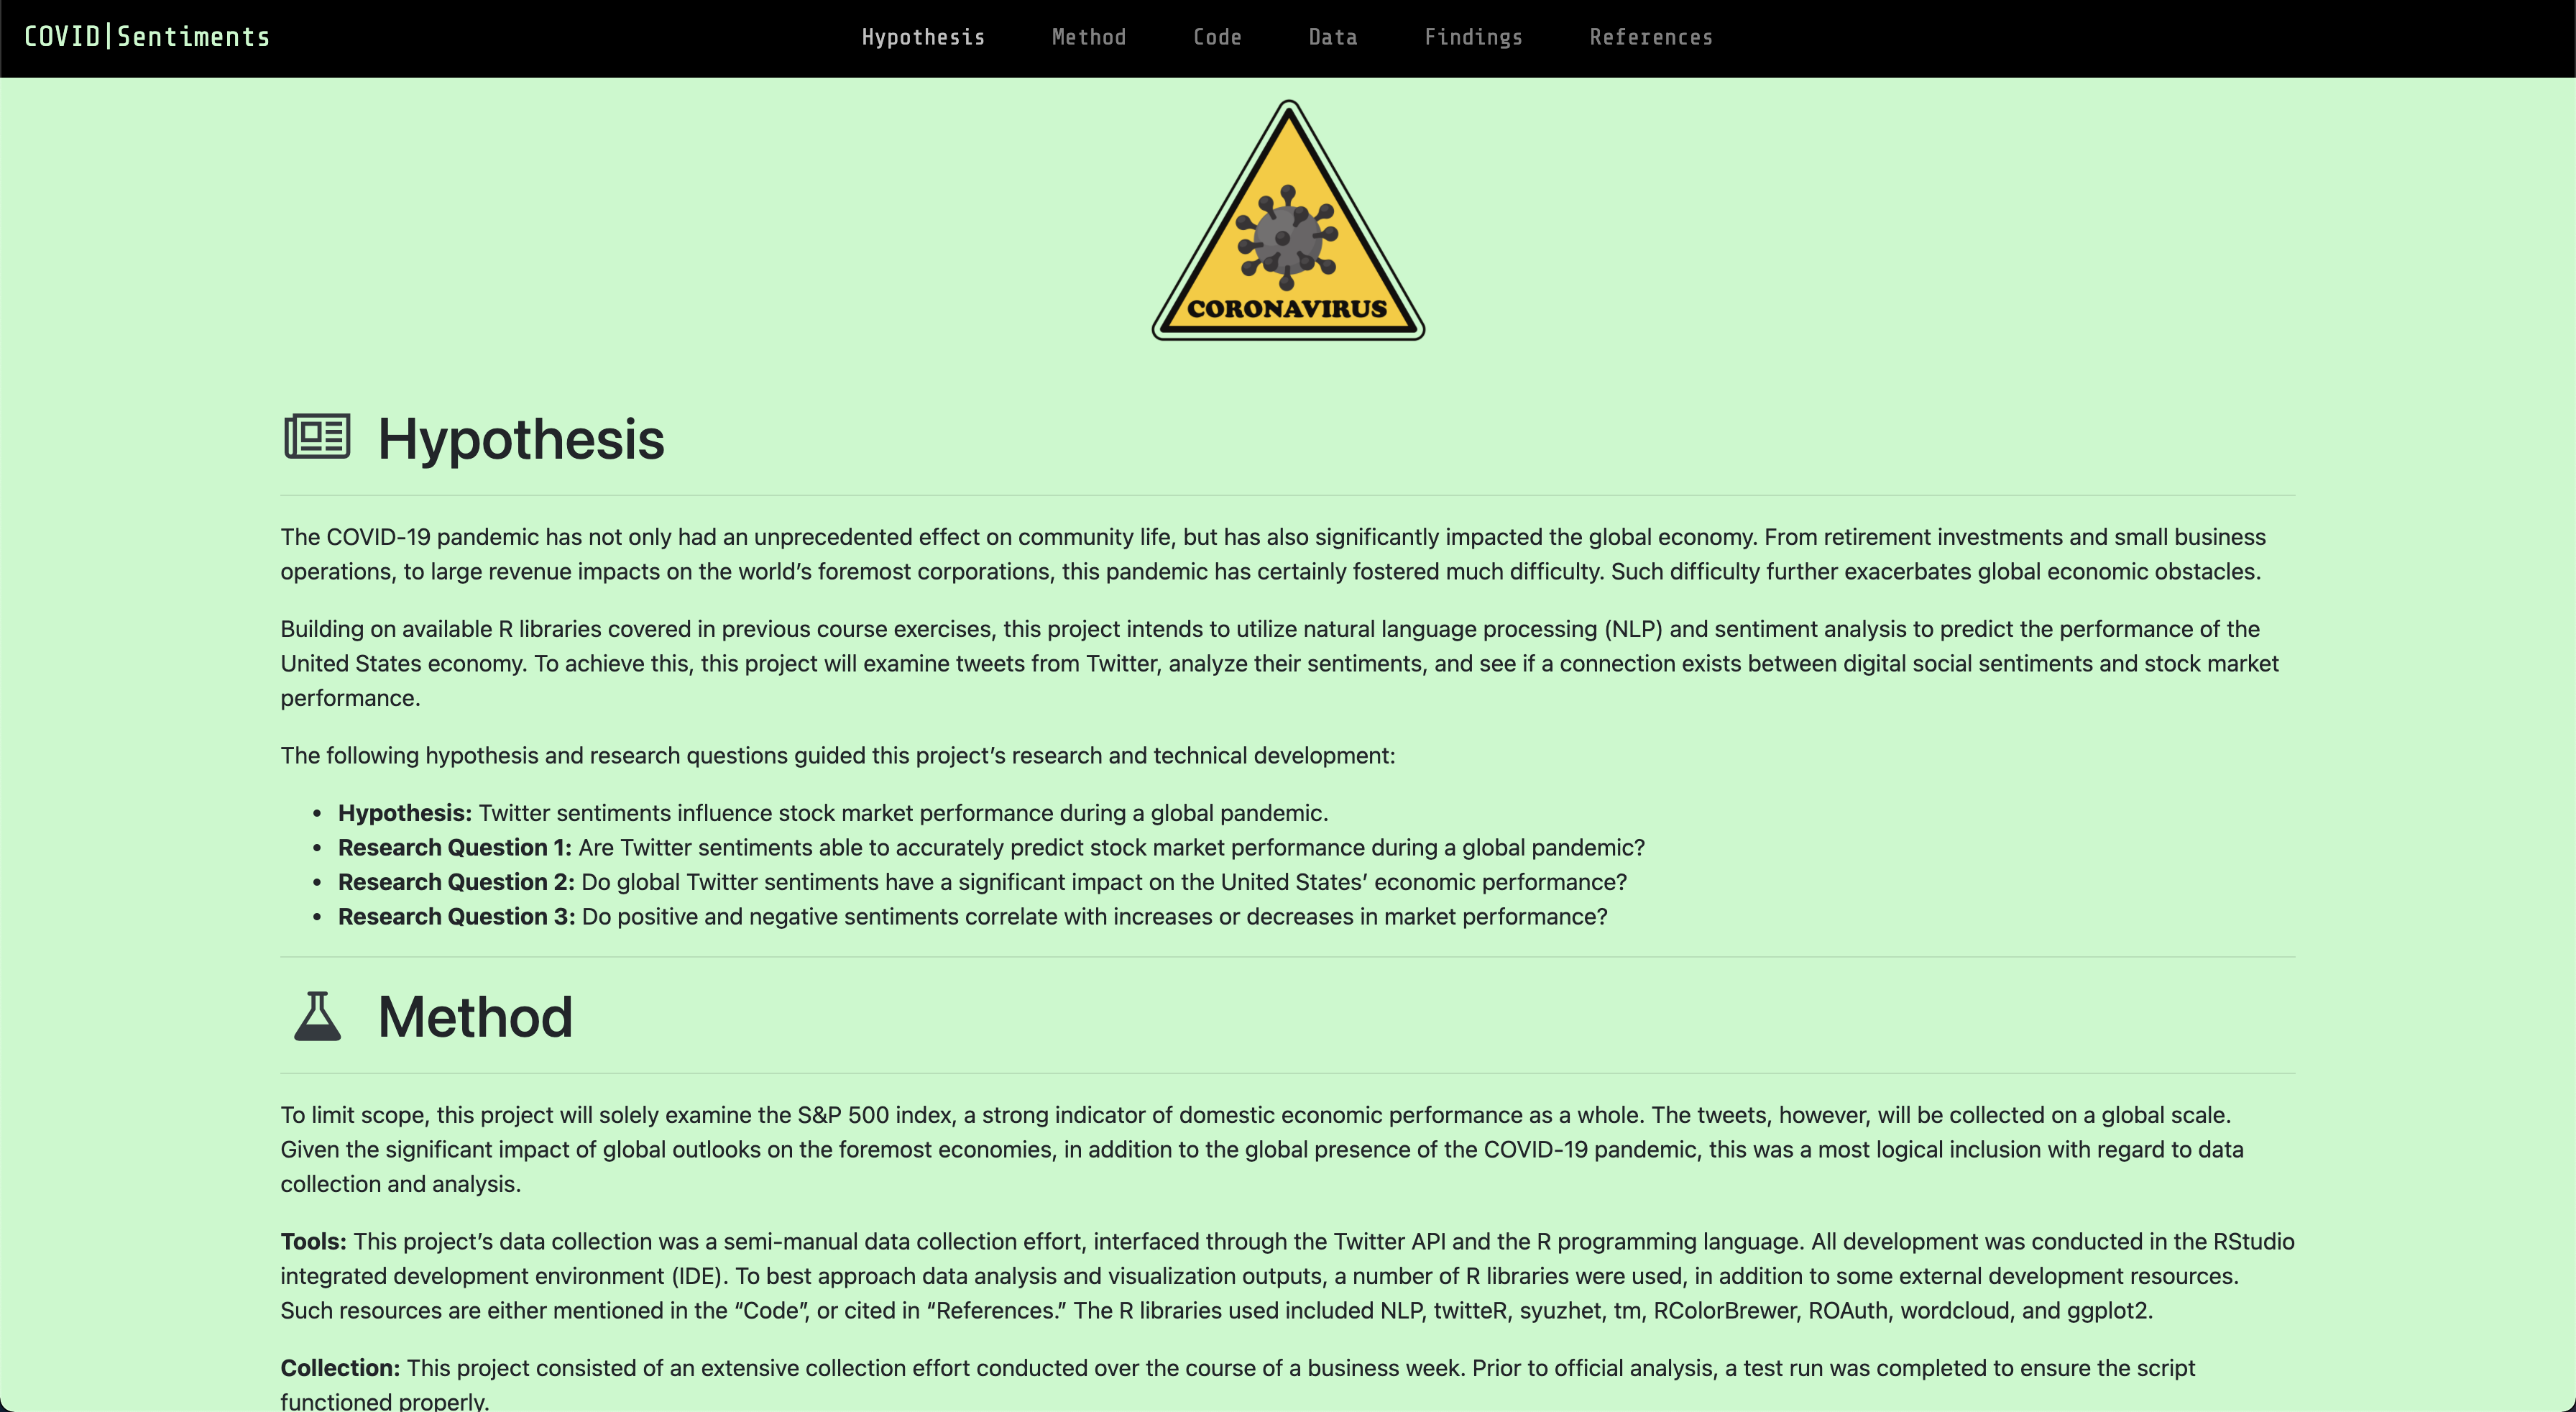 COVID|Sentiments
Hypothesis
Method
Code
Data
Findings
References
CORONAVIRUS
Hypothesis
The COVID-19 pandemic has not only had an unprecedented effect on community life, but has also significantly impacted the global economy. From retirement investments and small business
operations, to large revenue impacts on the world’s foremost corporations, this pandemic has certainly fostered much difficulty. Such difficulty further exacerbates global economic obstacles.
Building on available R libraries covered in previous course exercises, this project intends to utilize natural language processing (NLP) and sentiment analysis to predict the performance of the
United States economy. To achieve this, this project will examine tweets from Twitter, analyze their sentiments, and see if a connection exists between digital social sentiments and stock market
performance.
The following hypothesis and research questions guided this project’s research and technical development:
• Hypothesis: Twitter sentiments influence stock market performance during a global pandemic.
• Research Question 1: Are Twitter sentiments able to accurately predict stock market performance during a global pandemic?
• Research Question 2: Do global Twitter sentiments have a significant impact on the United States’ economic performance?
• Research Question 3: Do positive and negative sentiments correlate with increases or decreases in market performance?
Method
To limit scope, this project will solely examine the S&P 500 index, a strong indicator of domestic economic performance as a whole. The tweets, however, will be collected on a global scale.
Given the significant impact of global outlooks on the foremost economies, in addition to the global presence of the COVID-19 pandemic, this was a most logical inclusion with regard to data
collection and analysis.
Tools: This project’s data collection was a semi-manual data collection effort, interfaced through the Twitter API and the R programming language. All development was conducted in the RStudio
integrated development environment (IDE). To best approach data analysis and visualization outputs, a number of R libraries were used, in addition to some external development resources.
Such resources are either mentioned in the “Code”, or cited in “References.” The R libraries used included NLP, twitteR, syuzhet, tm, RColorBrewer, ROAuth, wordcloud, and ggplot2.
Collection: This project consisted of an extensive collection effort conducted over the course of a business week. Prior to official analysis, a test run was completed to ensure the script
functioned properly.